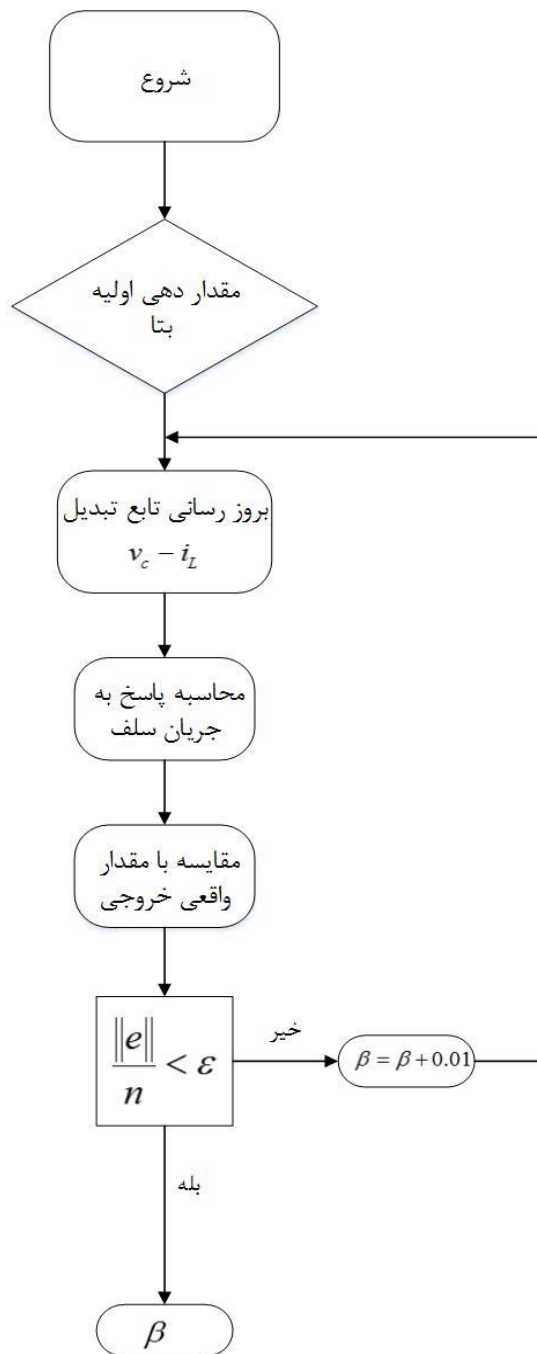 شروع
مقدار دهی اولیه
بتا
بروز رسانی تابع تبدیل
v_c − i_L
محاسبه پاسخ به
جریان سلف
مقایسه با مقدار
واقعی خروجی
‖e‖/n < ε
خیر
β = β + 0.01
بله
β